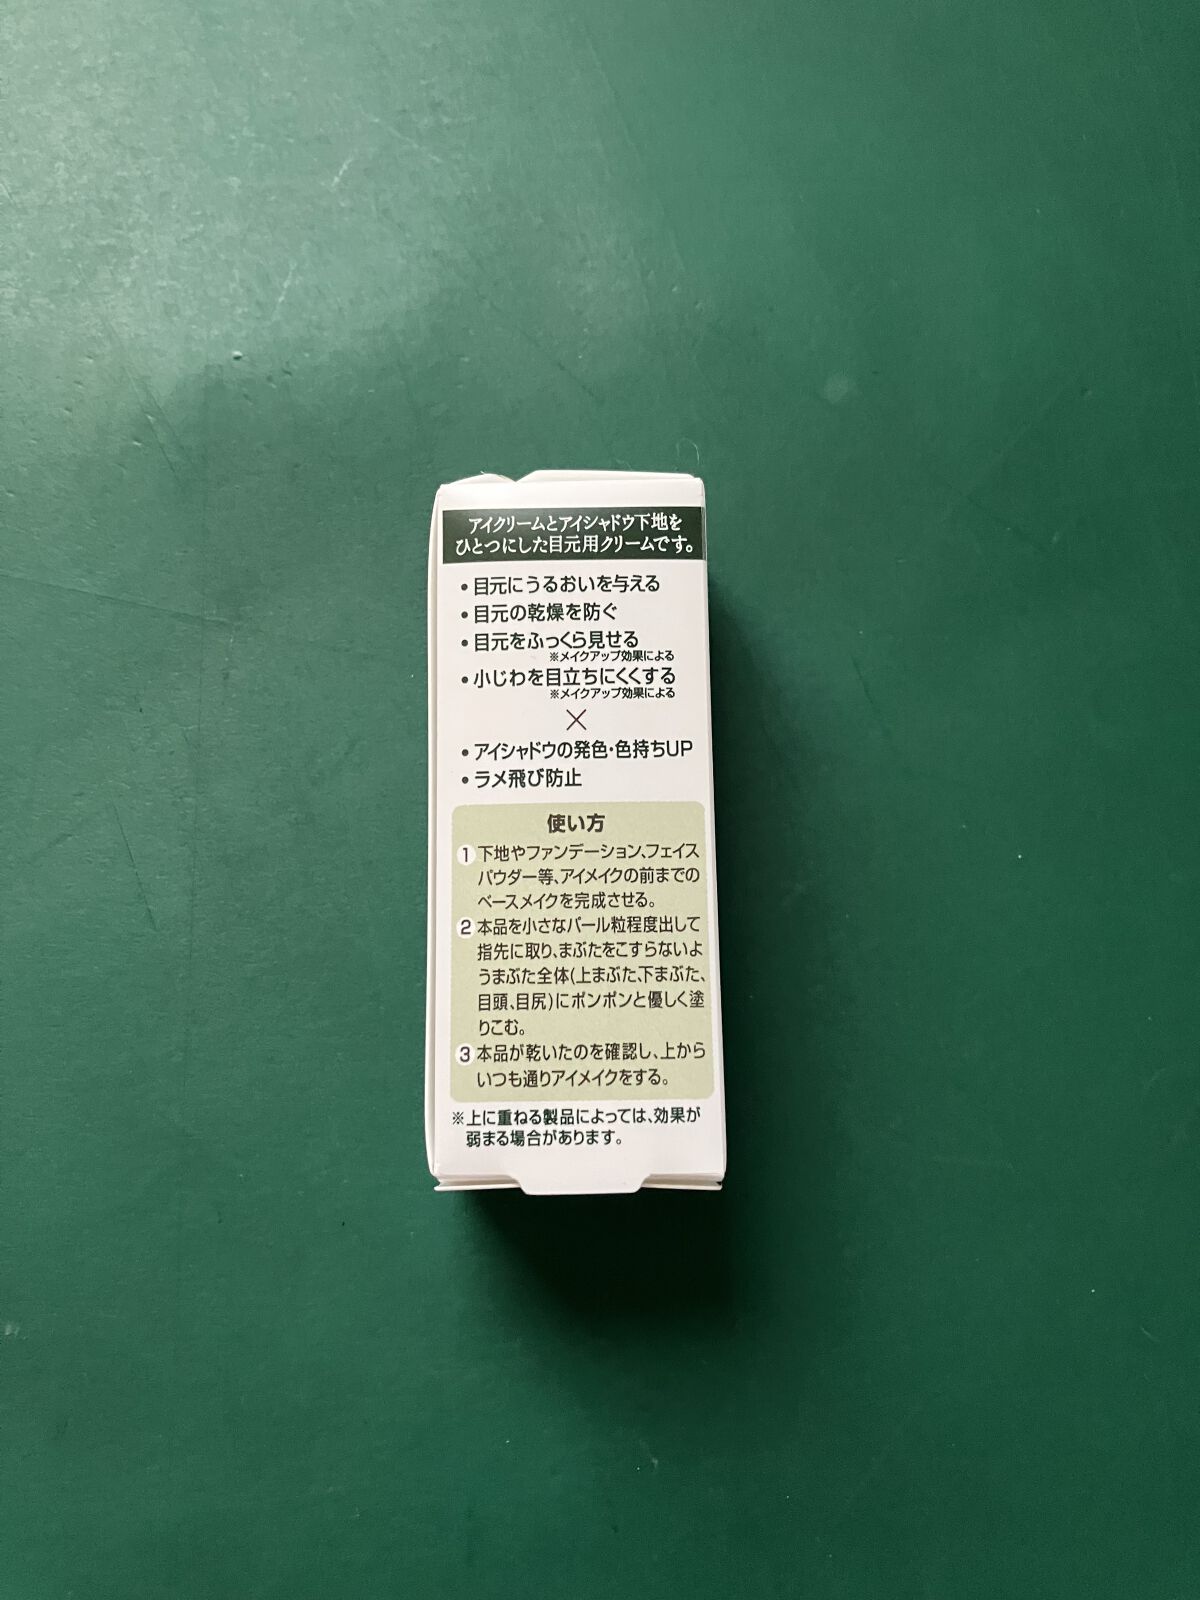 アイクリームとアイシャドウ下地を
ひとつにした目元用クリームです。
•目元にうるおいを与える
•目元の乾燥を防ぐ
•目元をふっくら見せる
※メイクアップ効果による
•小じわを目立ちにくくする
※メイクアップ効果による
×
•アイシャドウの発色・色持ちUP
•ラメ飛び防止
使い方
1 下地やファンデーション、フェイス
パウダー等、アイメイクの前までの
ベースメイクを完成させる。
2 本品を小さなパール粒程度出して
指先に取り、まぶたをこすらないよ
うまぶた全体(上まぶた、下まぶた、
目頭、目尻)にポンポンと優しく塗
りこむ。
3 本品が乾いたのを確認し、上から
いつも通りアイメイクをする。
※上に重ねる製品によっては、効果が
弱まる場合があります。